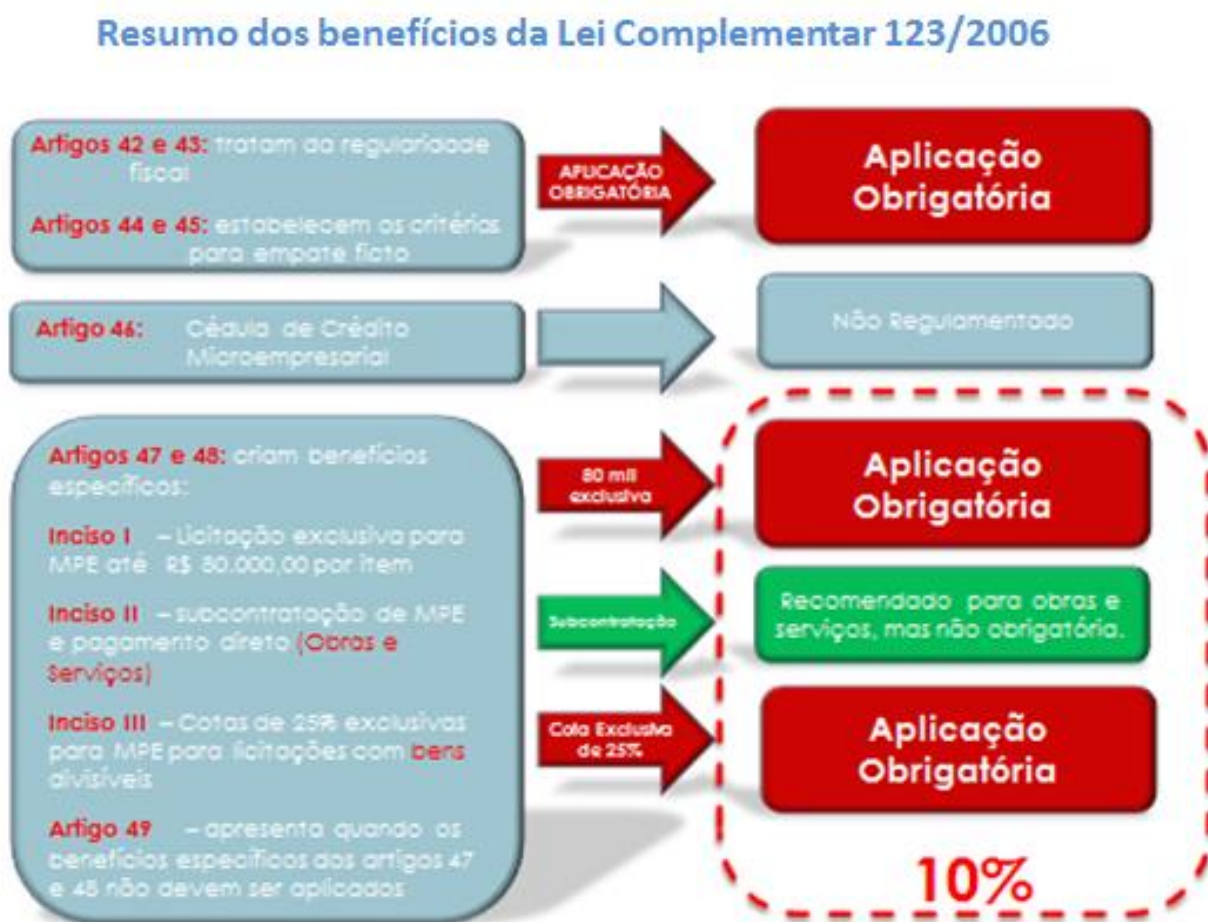 Resumo dos benefícios da Lei Complementar 123/2006
Artigos 42 e 43: tratam da regularidade
fiscal
Artigos 44 e 45: estabelecem os critérios
para empate ficto
APLICAÇÃO
OBRIGATÓRIA
Aplicação
Obrigatória
Artigo 46: Cédula de Crédito
Microempresarial
Não Regulamentado
Artigos 47 e 48: criam benefícios
específicos:
Inciso I – Licitação exclusiva para
MPE até R$ 80.000,00 por item
Inciso II – subcontratação de MPE
e pagamento direto (Obras e
Serviços)
Inciso III – Cotas de 25% exclusivas
para MPE para licitações com bens
divisíveis
Artigo 49 – apresenta quando os
benefícios específicos dos artigos 47
e 48 não devem ser aplicados
80 mil
exclusiva
Aplicação
Obrigatória
Subcontratação
Recomendado para obras e
serviços, mas não obrigatória.
Cota Exclusiva
de 25%
Aplicação
Obrigatória
10%